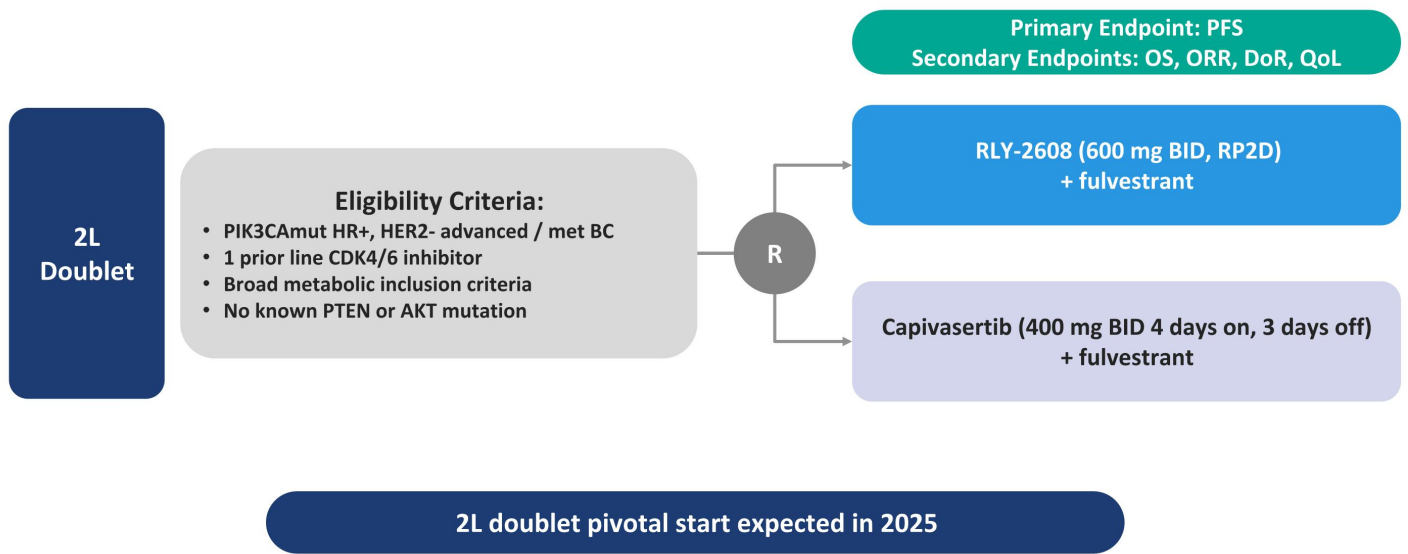 Primary Endpoint: PFS
Secondary Endpoints: OS, ORR, DoR, QoL
2L
Doublet
Eligibility Criteria:
• PIK3CAmut HR+, HER2- advanced / met BC
• 1 prior line CDK4/6 inhibitor
• Broad metabolic inclusion criteria
• No known PTEN or AKT mutation
R
RLY-2608 (600 mg BID, RP2D)
+ fulvestrant
Capivasertib (400 mg BID 4 days on, 3 days off)
+ fulvestrant
2L doublet pivotal start expected in 2025